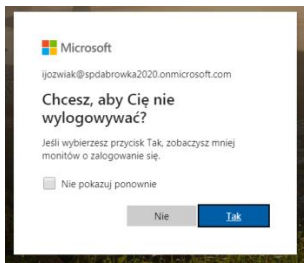 Microsoft
ijozwiak@spdabrowka2020.onmicrosoft.com
Chcesz, aby Cię nie
wylogowywać?
Jeśli wybierzesz przycisk Tak, zobaczysz mniej
monitów o zalogowanie się.
Nie pokazuj ponownie
Nie Tak